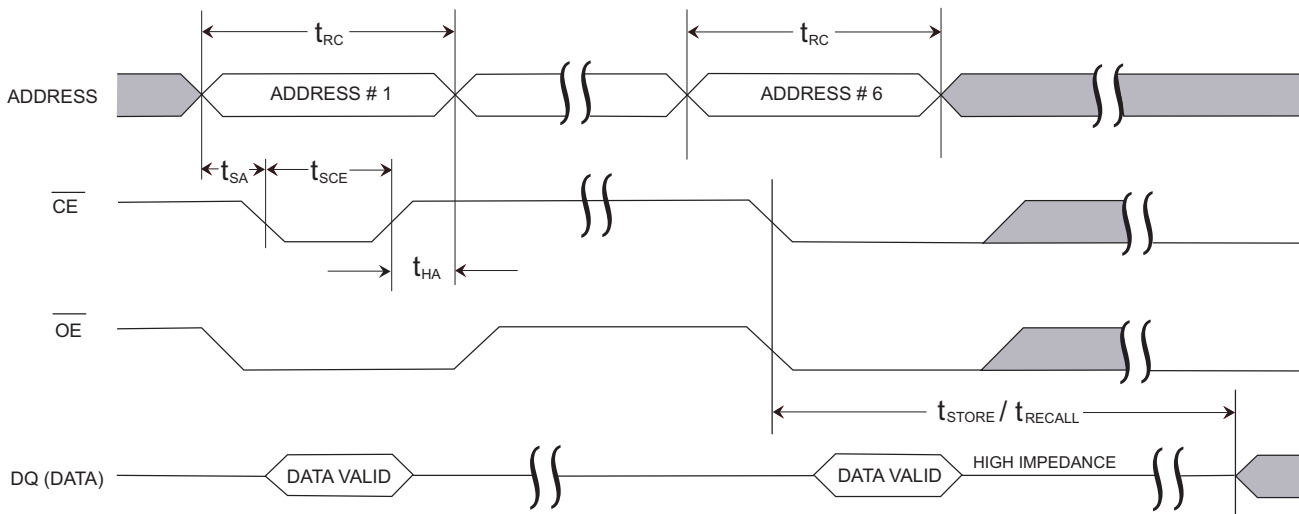 tRC tRC
ADDRESS ADDRESS # 1 ADDRESS # 6
tSA tSCE
CE
tHA
OE
tSTORE / tRECALL
DQ (DATA) DATA VALID DATA VALID HIGH IMPEDANCE